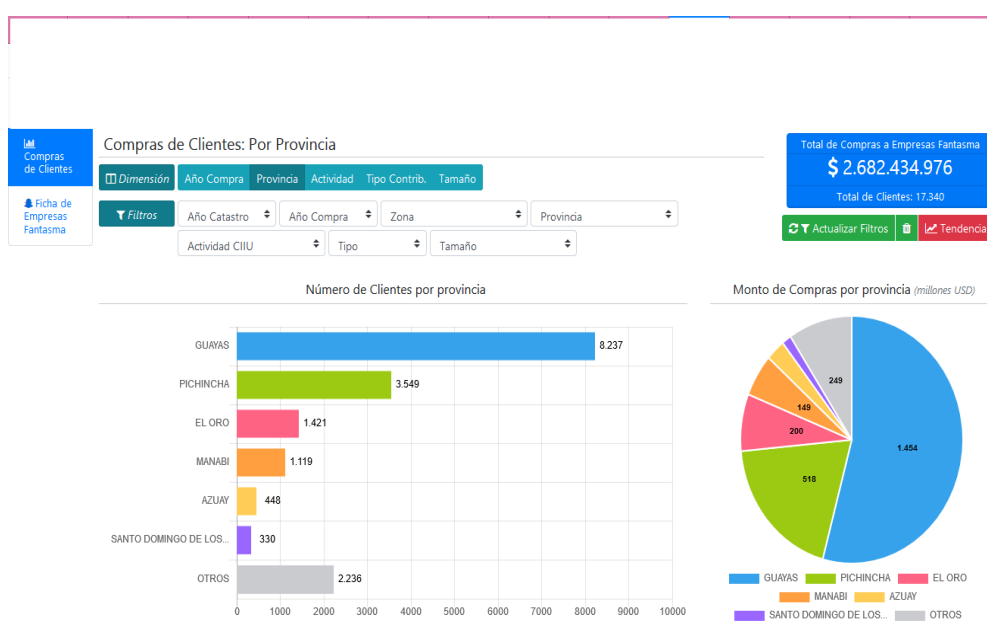 Compras
de Clientes
Ficha de
Empresas
Fantasma
Compras de Clientes: Por Provincia
Dimensión Año Compra Provincia Actividad Tipo Contrib. Tamaño
Filtros Año Catastro Año Compra Zona Provincia
Actividad CIIU Tipo Tamaño
Total de Compras a Empresas Fantasma
$ 2.682.434.976
Total de Clientes: 17.340
Actualizar Filtros Tendencia
Número de Clientes por provincia
GUAYAS 8.237
PICHINCHA 3.549
EL ORO 1.421
MANABI 1.119
AZUAY 448
SANTO DOMINGO DE LOS... 330
OTROS 2.236
0 1000 2000 3000 4000 5000 6000 7000 8000 9000 10000
Monto de Compras por provincia (millones USD)
249
149
200
1.454
518
GUAYAS PICHINCHA EL ORO
MANABI AZUAY
SANTO DOMINGO DE LOS... OTROS